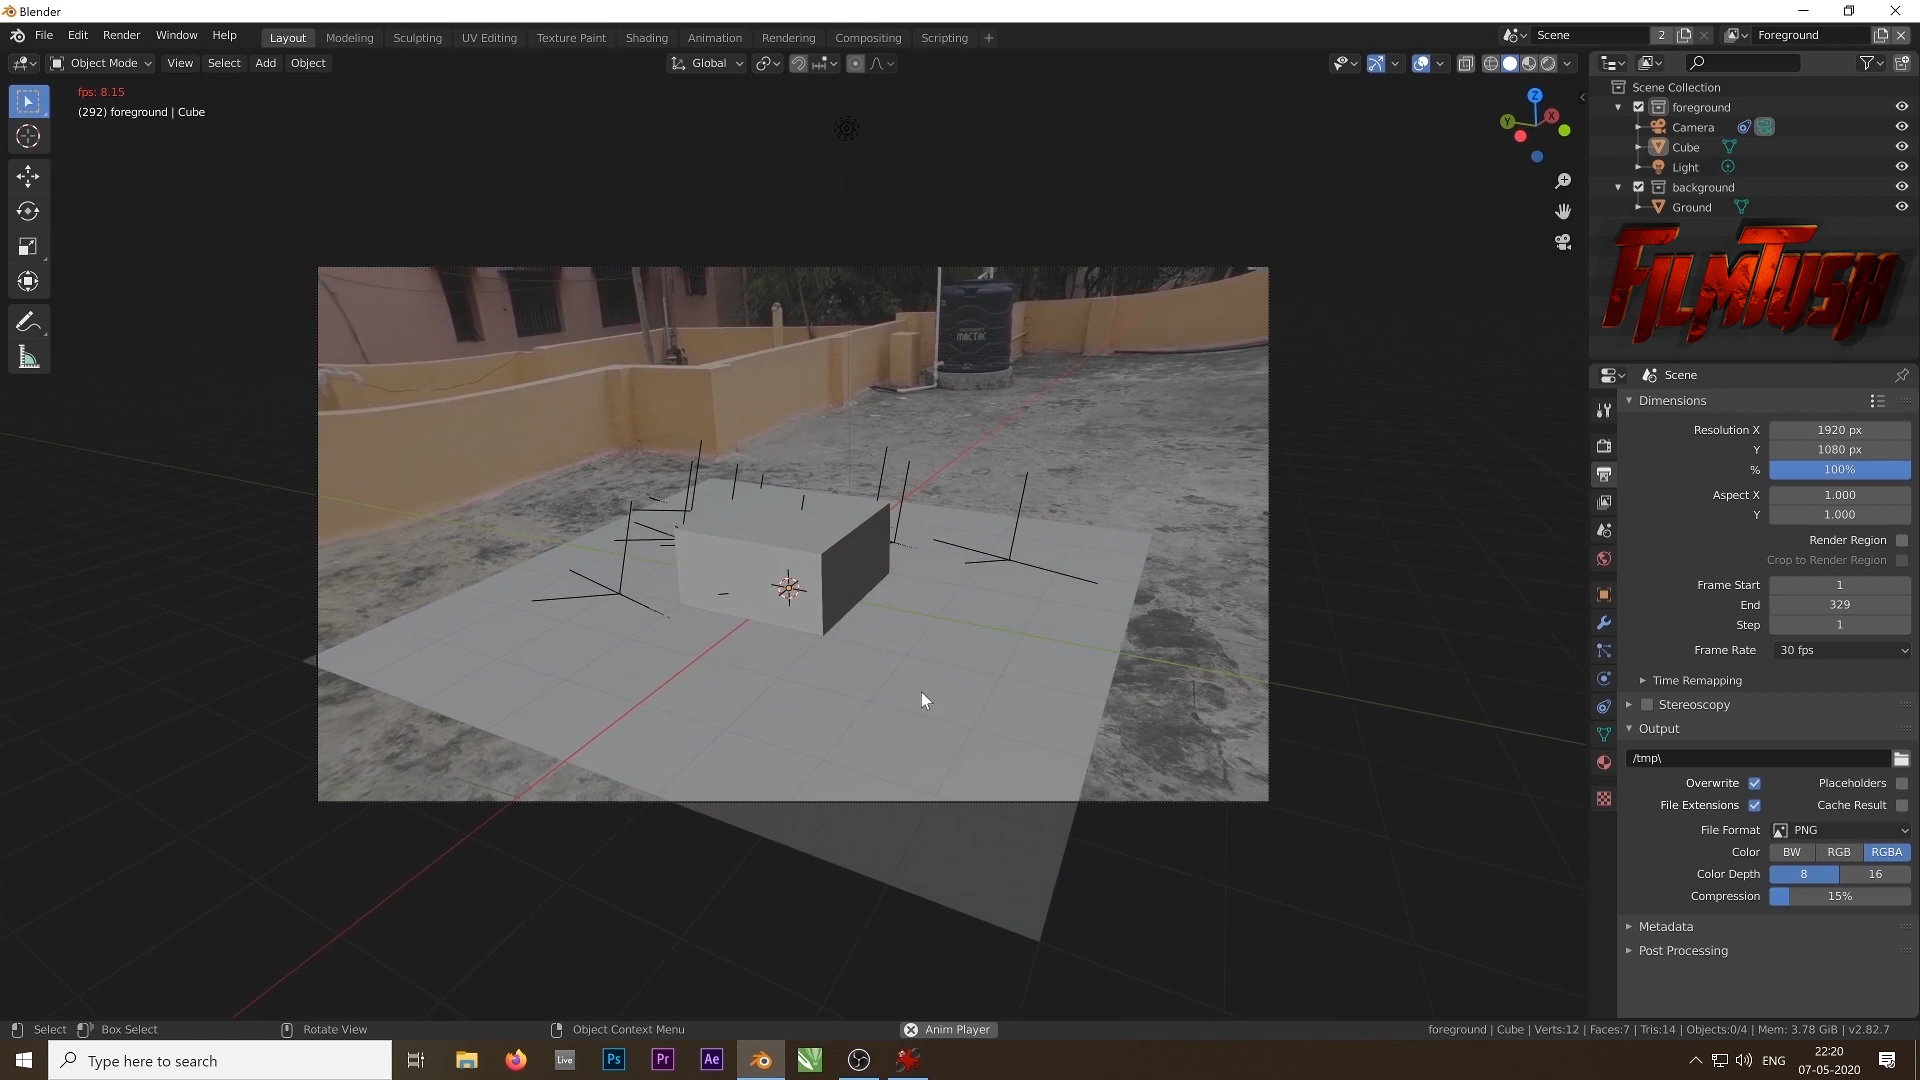 Blender
File Edit Render Window Help Layout Modeling Sculpting UV Editing Texture Paint Shading Animation Rendering Compositing Scripting + Scene 2 Foreground
Object Mode View Select Add Object Global
fps: 8.15
(292) foreground | Cube
Z
Y
X
Scene Collection
foreground
Camera
Cube
Light
background
Ground
FILMTUSH
MACTAC
Scene
Dimensions
Resolution X 1920 px
Y 1080 px
% 100%
Aspect X 1.000
Y 1.000
Render Region
Crop to Render Region
Frame Start 1
End 329
Step 1
Frame Rate 30 fps
Time Remapping
Stereoscopy
Output
/tmp\
Overwrite Placeholders
File Extensions Cache Result
File Format PNG
Color BW RGB RGBA
Color Depth 8 16
Compression 15%
Metadata
Post Processing
Select Box Select Rotate View Object Context Menu Anim Player foreground | Cube | Verts:12 | Faces:7 | Tris:14 | Objects:0/4 | Mem: 3.78 GiB | v2.82.7
Type here to search Live Ps Pr Ae ENG 22:20
07-05-2020